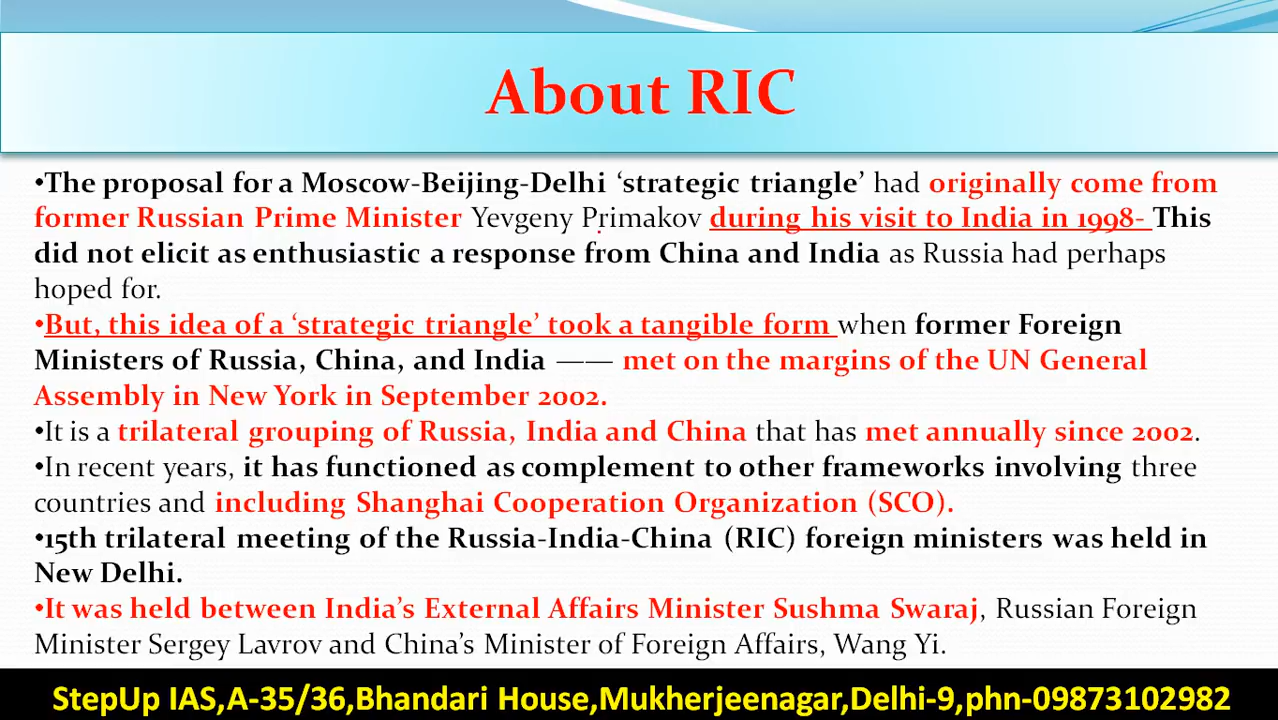 About RIC
•The proposal for a Moscow-Beijing-Delhi ‘strategic triangle’ had originally come from
former Russian Prime Minister Yevgeny Primakov during his visit to India in 1998- This
did not elicit as enthusiastic a response from China and India as Russia had perhaps
hoped for.
•But, this idea of a ‘strategic triangle’ took a tangible form when former Foreign
Ministers of Russia, China, and India —— met on the margins of the UN General
Assembly in New York in September 2002.
•It is a trilateral grouping of Russia, India and China that has met annually since 2002.
•In recent years, it has functioned as complement to other frameworks involving three
countries and including Shanghai Cooperation Organization (SCO).
•15th trilateral meeting of the Russia-India-China (RIC) foreign ministers was held in
New Delhi.
•It was held between India’s External Affairs Minister Sushma Swaraj, Russian Foreign
Minister Sergey Lavrov and China’s Minister of Foreign Affairs, Wang Yi.
StepUp IAS,A-35/36,Bhandari House,Mukherjeenagar,Delhi-9,phn-09873102982